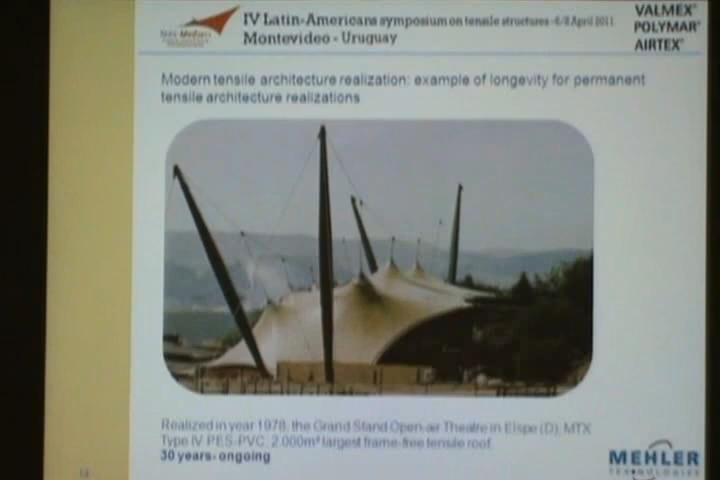 IV Latin-Americans symposium on tensile structures - 6/8 April 2011
Montevideo - Uruguay
VALMEX®
POLYMAR®
AIRTEX®
Modern tensile architecture realization: example of longevity for permanent
tensile architecture realizations
Realized in year 1978, the Grand Stand Open-air Theatre in Elspe (D), MTX
Type IV PES-PVC, 2.000m² largest frame-free tensile roof.
30 years- ongoing
MEHLER
TECHNOLOGIES